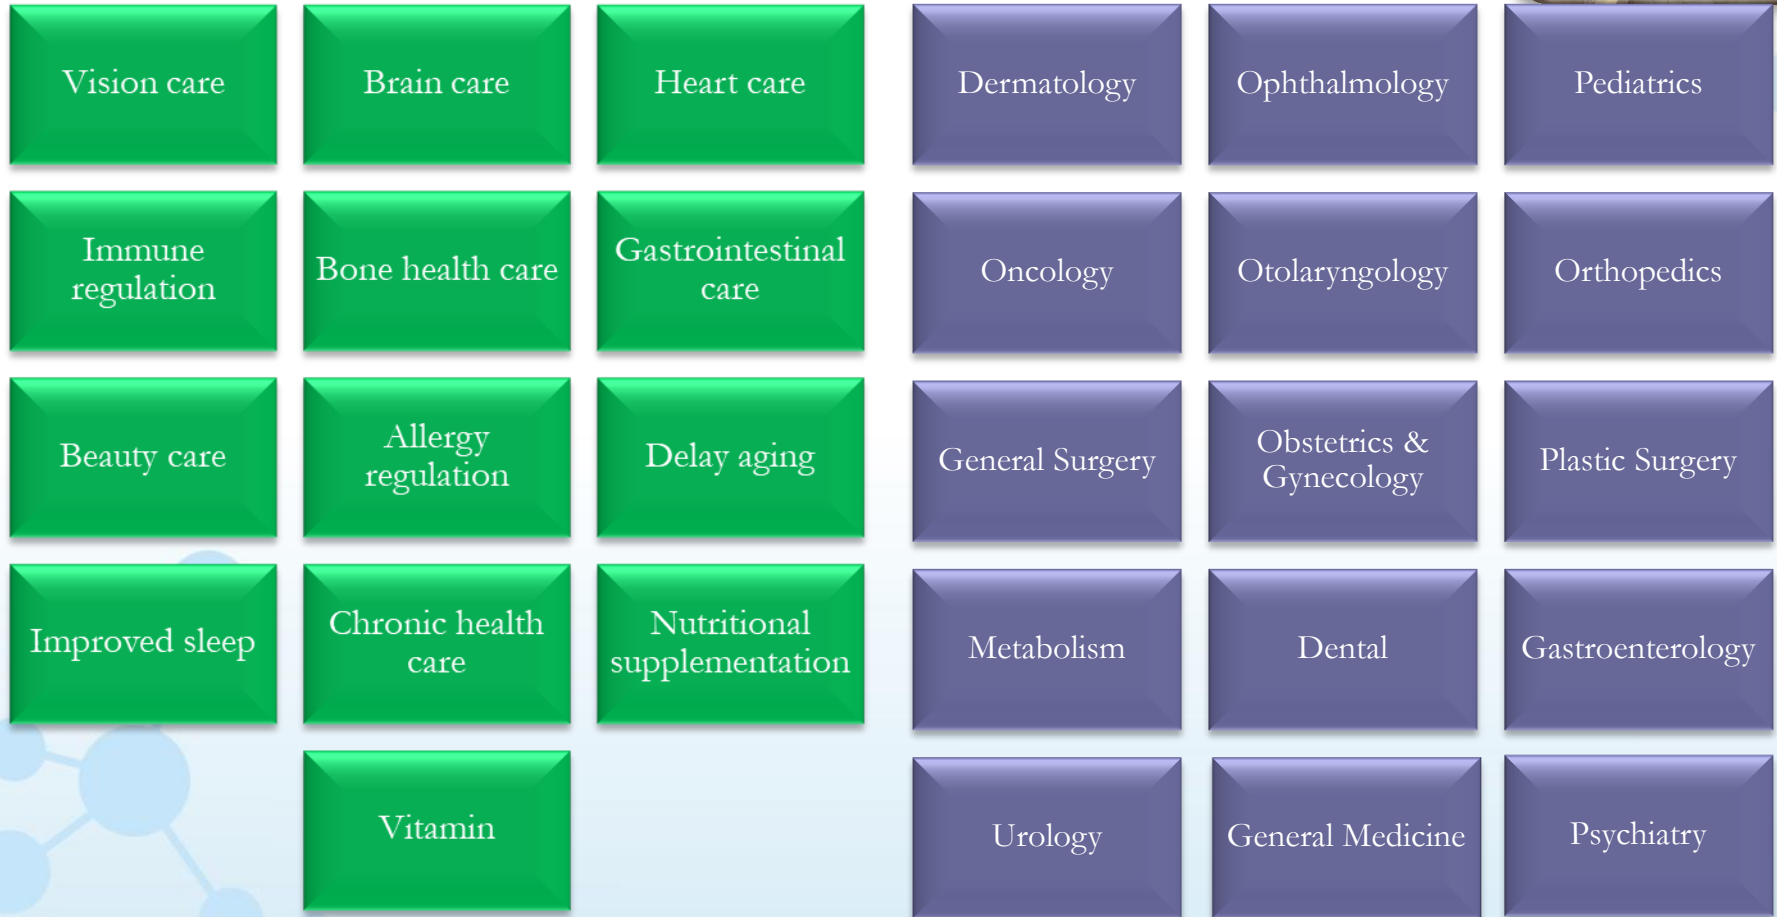 Vision care
Brain care
Heart care
Immune
regulation
Bone health care
Gastrointestinal
care
Beauty care
Allergy
regulation
Delay aging
Improved sleep
Chronic health
care
Nutritional
supplementation
Vitamin
Dermatology
Ophthalmology
Pediatrics
Oncology
Otolaryngology
Orthopedics
General Surgery
Obstetrics &
Gynecology
Plastic Surgery
Metabolism
Dental
Gastroenterology
Urology
General Medicine
Psychiatry